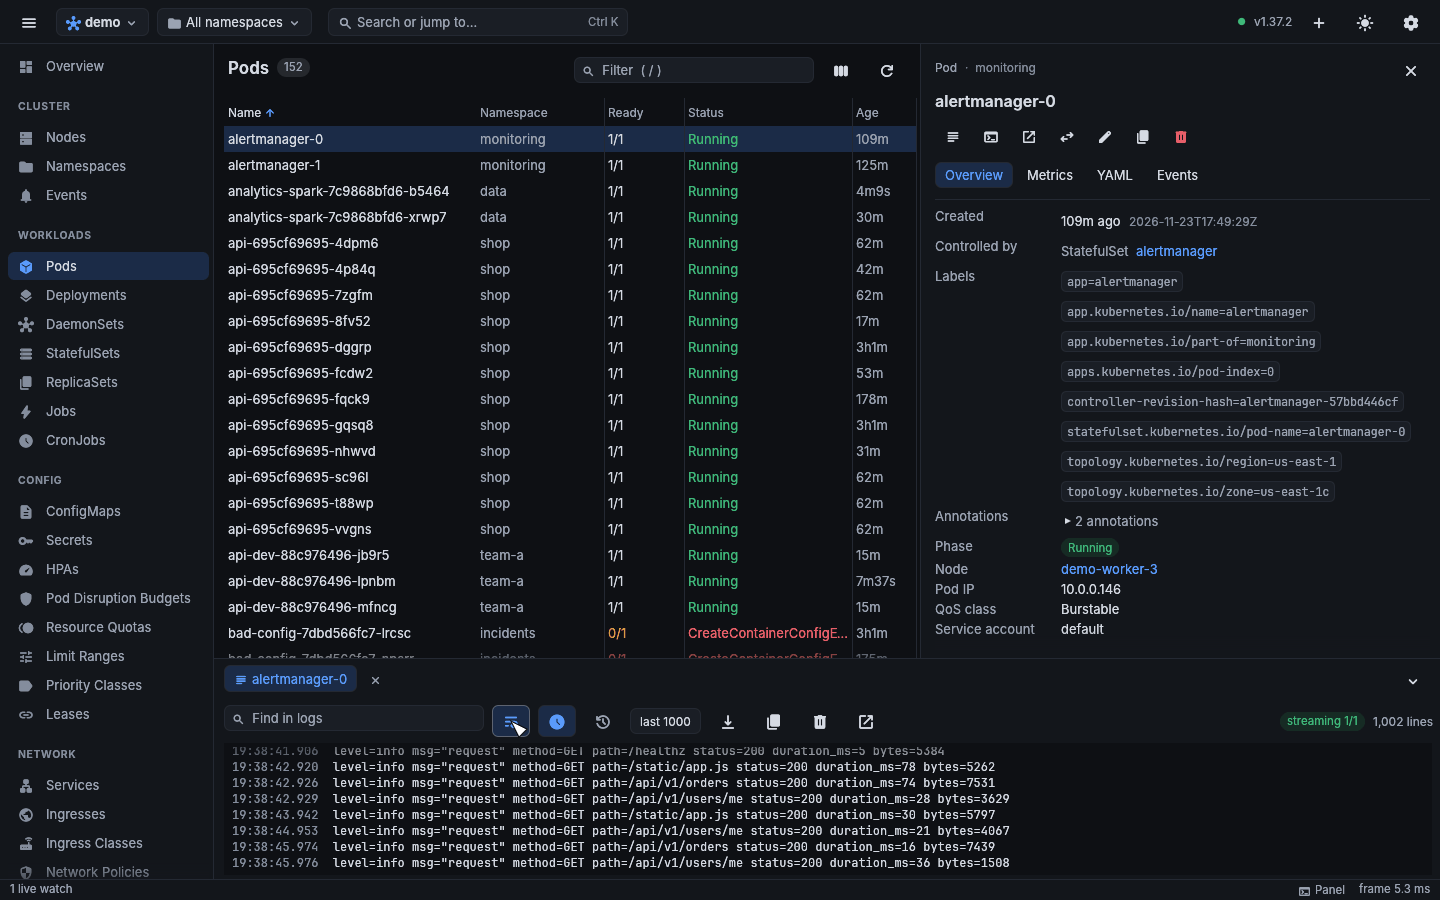 demo
All namespaces
Search or jump to...
Ctrl K
v1.37.2
Overview
CLUSTER
Nodes
Namespaces
Events
WORKLOADS
Pods
Deployments
DaemonSets
StatefulSets
ReplicaSets
Jobs
CronJobs
CONFIG
ConfigMaps
Secrets
HPAs
Pod Disruption Budgets
Resource Quotas
Limit Ranges
Priority Classes
Leases
NETWORK
Services
Ingresses
Ingress Classes
Network Policies
Pods 152
Filter ( / )
Name Namespace Ready Status Age
alertmanager-0 monitoring 1/1 Running 109m
alertmanager-1 monitoring 1/1 Running 125m
analytics-spark-7c9868bfd6-b5464 data 1/1 Running 4m9s
analytics-spark-7c9868bfd6-xrwp7 data 1/1 Running 30m
api-695cf69695-4dpm6 shop 1/1 Running 62m
api-695cf69695-4p84q shop 1/1 Running 42m
api-695cf69695-7zgfm shop 1/1 Running 62m
api-695cf69695-8fv52 shop 1/1 Running 17m
api-695cf69695-dggrp shop 1/1 Running 3h1m
api-695cf69695-fcdw2 shop 1/1 Running 53m
api-695cf69695-fqck9 shop 1/1 Running 178m
api-695cf69695-gqsq8 shop 1/1 Running 3h1m
api-695cf69695-nhwvd shop 1/1 Running 31m
api-695cf69695-sc96l shop 1/1 Running 62m
api-695cf69695-t88wp shop 1/1 Running 62m
api-695cf69695-vvgns shop 1/1 Running 62m
api-dev-88c976496-jb9r5 team-a 1/1 Running 15m
api-dev-88c976496-lpnbm team-a 1/1 Running 7m37s
api-dev-88c976496-mfncg team-a 1/1 Running 15m
bad-config-7dbd566fc7-lrcsc incidents 0/1 CreateContainerConfigE... 3h1m
incidents 0/1 CreateContainerConfigE... 175m
Pod · monitoring
alertmanager-0
Overview Metrics YAML Events
Created 109m ago 2026-11-23T17:49:29Z
Controlled by StatefulSet alertmanager
Labels app=alertmanager
app.kubernetes.io/name=alertmanager
app.kubernetes.io/part-of=monitoring
apps.kubernetes.io/pod-index=0
controller-revision-hash=alertmanager-57bbd446cf
statefulset.kubernetes.io/pod-name=alertmanager-0
topology.kubernetes.io/region=us-east-1
topology.kubernetes.io/zone=us-east-1c
Annotations 2 annotations
Phase Running
Node demo-worker-3
Pod IP 10.0.0.146
QoS class Burstable
Service account default
alertmanager-0
Find in logs
last 1000
streaming 1/1 1,002 lines
19:38:41.906 level=info msg="request" method=GET path=/healthz status=200 duration_ms=5 bytes=5384
19:38:42.920 level=info msg="request" method=GET path=/static/app.js status=200 duration_ms=78 bytes=5262
19:38:42.926 level=info msg="request" method=GET path=/api/v1/orders status=200 duration_ms=74 bytes=7531
19:38:42.929 level=info msg="request" method=GET path=/api/v1/users/me status=200 duration_ms=28 bytes=3629
19:38:43.942 level=info msg="request" method=GET path=/static/app.js status=200 duration_ms=30 bytes=5797
19:38:44.953 level=info msg="request" method=GET path=/api/v1/users/me status=200 duration_ms=21 bytes=4067
19:38:45.974 level=info msg="request" method=GET path=/api/v1/orders status=200 duration_ms=16 bytes=7439
19:38:45.976 level=info msg="request" method=GET path=/api/v1/users/me status=200 duration_ms=36 bytes=1508
1 live watch
Panel
frame 5.3 ms